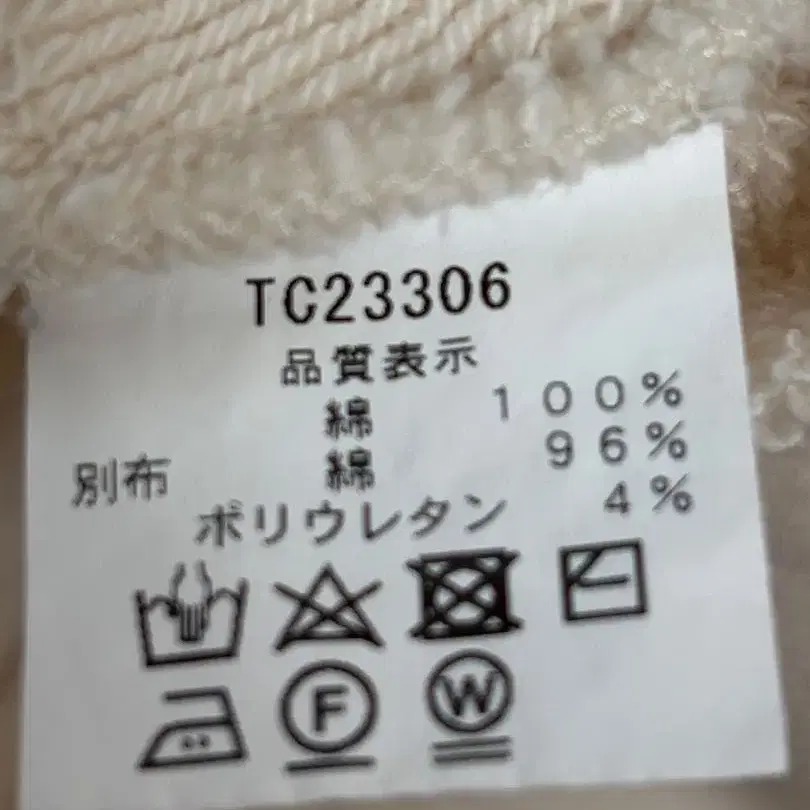 TC23306
品質表示
綿 100%
別布 綿 96%
ポリウレタン 4%
F W